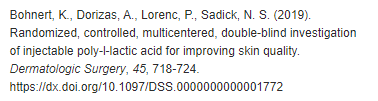 Bohnert, K., Dorizas, A., Lorenc, P., Sadick, N. S. (2019).
Randomized, controlled, multicentered, double-blind investigation
of injectable poly-l-lactic acid for improving skin quality.
Dermatologic Surgery, 45, 718-724.
https://dx.doi.org/10.1097/DSS.0000000000001772